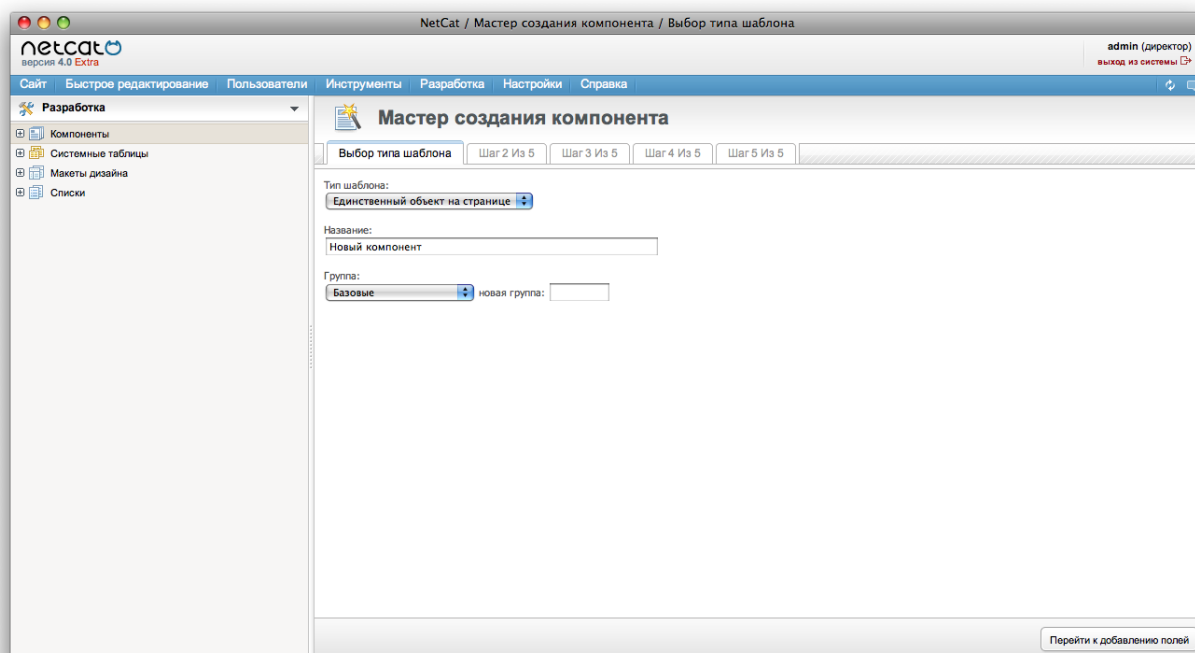 NetCat / Мастер создания компонента / Выбор типа шаблона
netcat
версия 4.0 Extra
admin (директор)
выход из системы
Сайт Быстрое редактирование Пользователи Инструменты Разработка Настройки Справка
Разработка
Мастер создания компонента
Компоненты
Системные таблицы
Макеты дизайна
Списки
Выбор типа шаблона Шаг 2 Из 5 Шаг 3 Из 5 Шаг 4 Из 5 Шаг 5 Из 5
Тип шаблона:
Единственный объект на странице
Название:
Новый компонент
Группа:
Базовые новая группа:
Перейти к добавлению полей